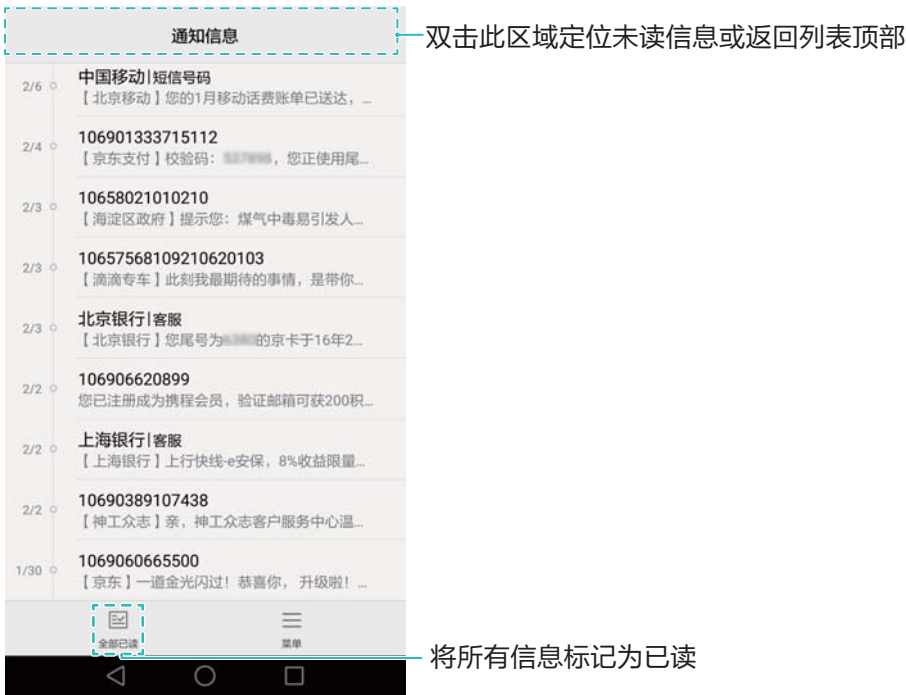 通知信息
双击此区域定位未读信息或返回列表顶部
2/6
中国移动|短信号码
【北京移动】您的1月移动话费账单已送达，...
2/4
106901333715112
【京东支付】校验码：，您正使用尾...
2/3
10658021010210
【海淀区政府】提示您：煤气中毒易引发人...
2/3
10657568109210620103
【滴滴专车】此刻我最期待的事情，是带你...
2/3
北京银行|客服
【北京银行】您尾号为的京卡于16年2...
2/2
106906620899
您已注册成为携程会员，验证邮箱可获200积...
2/2
上海银行|客服
【上海银行】上行快线-e安保，8%收益限量...
2/2
10690389107438
【神工众志】亲，神工众志客户服务中心温...
1/30
1069060665500
【京东】一道金光闪过！恭喜你， 升级啦！...
全部已读
菜单
将所有信息标记为已读